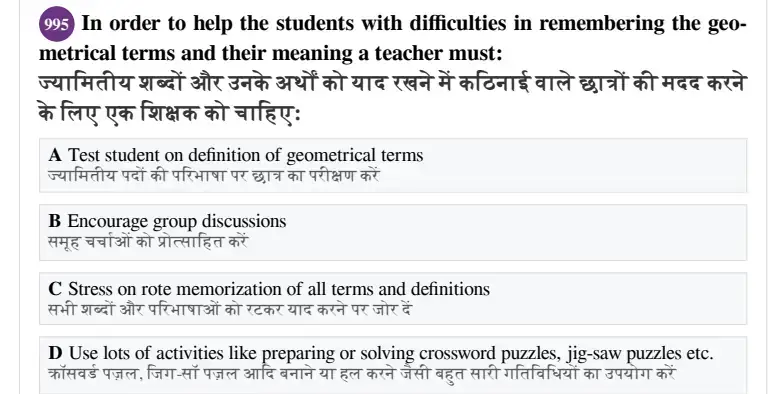 995 In order to help the students with difficulties in remembering the geo-
metrical terms and their meaning a teacher must:
ज्यामितीय शब्दों और उनके अर्थों को याद रखने में कठिनाई वाले छात्रों की मदद करने
के लिए एक शिक्षक को चाहिए:
A Test student on definition of geometrical terms
ज्यामितीय पदों की परिभाषा पर छात्र का परीक्षण करें
B Encourage group discussions
समूह चर्चाओं को प्रोत्साहित करें
C Stress on rote memorization of all terms and definitions
सभी शब्दों और परिभाषाओं को रटकर याद करने पर जोर दें
D Use lots of activities like preparing or solving crossword puzzles, jig-saw puzzles etc.
क्रॉसवर्ड पज़ल, जिग-सॉ पज़ल आदि बनाने या हल करने जैसी बहुत सारी गतिविधियों का उपयोग करें